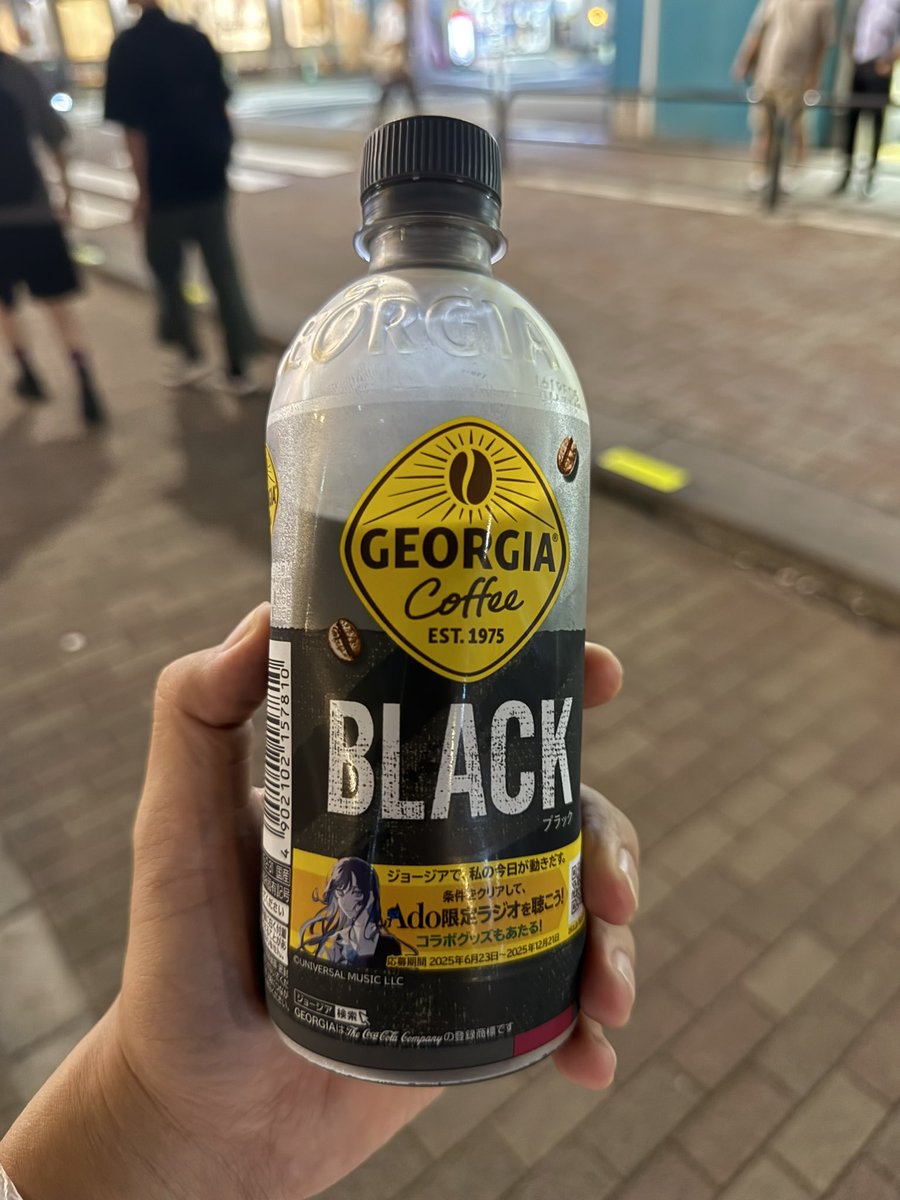 GEORGIA
GEORGIA®
Coffee
EST. 1975
BLACK
ブラック
4 902102 157810
ジョージアで、私の今日が動きだす。
条件をクリアして、
Ado限定ラジオを聴こう!
コラボグッズもあたる!
応募期間 2025年6月23日~2025年12月21日
©UNIVERSAL MUSIC LLC
ジョージア 検索
GEORGIAはThe Coca-Cola Companyの登録商標です